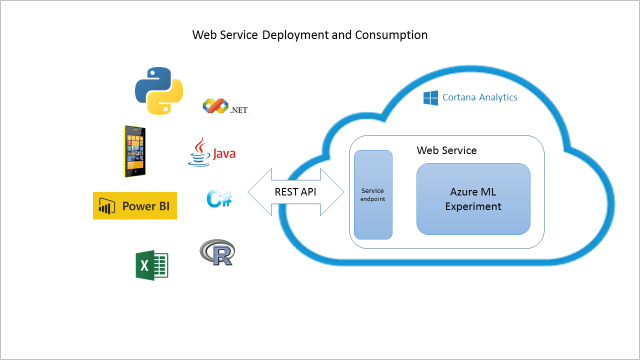 Web Service Deployment and Consumption
Cortana Analytics
.NET
Java
Web Service
Power BI
C#
REST API
Service
endpoint
Azure ML
Experiment
X
R